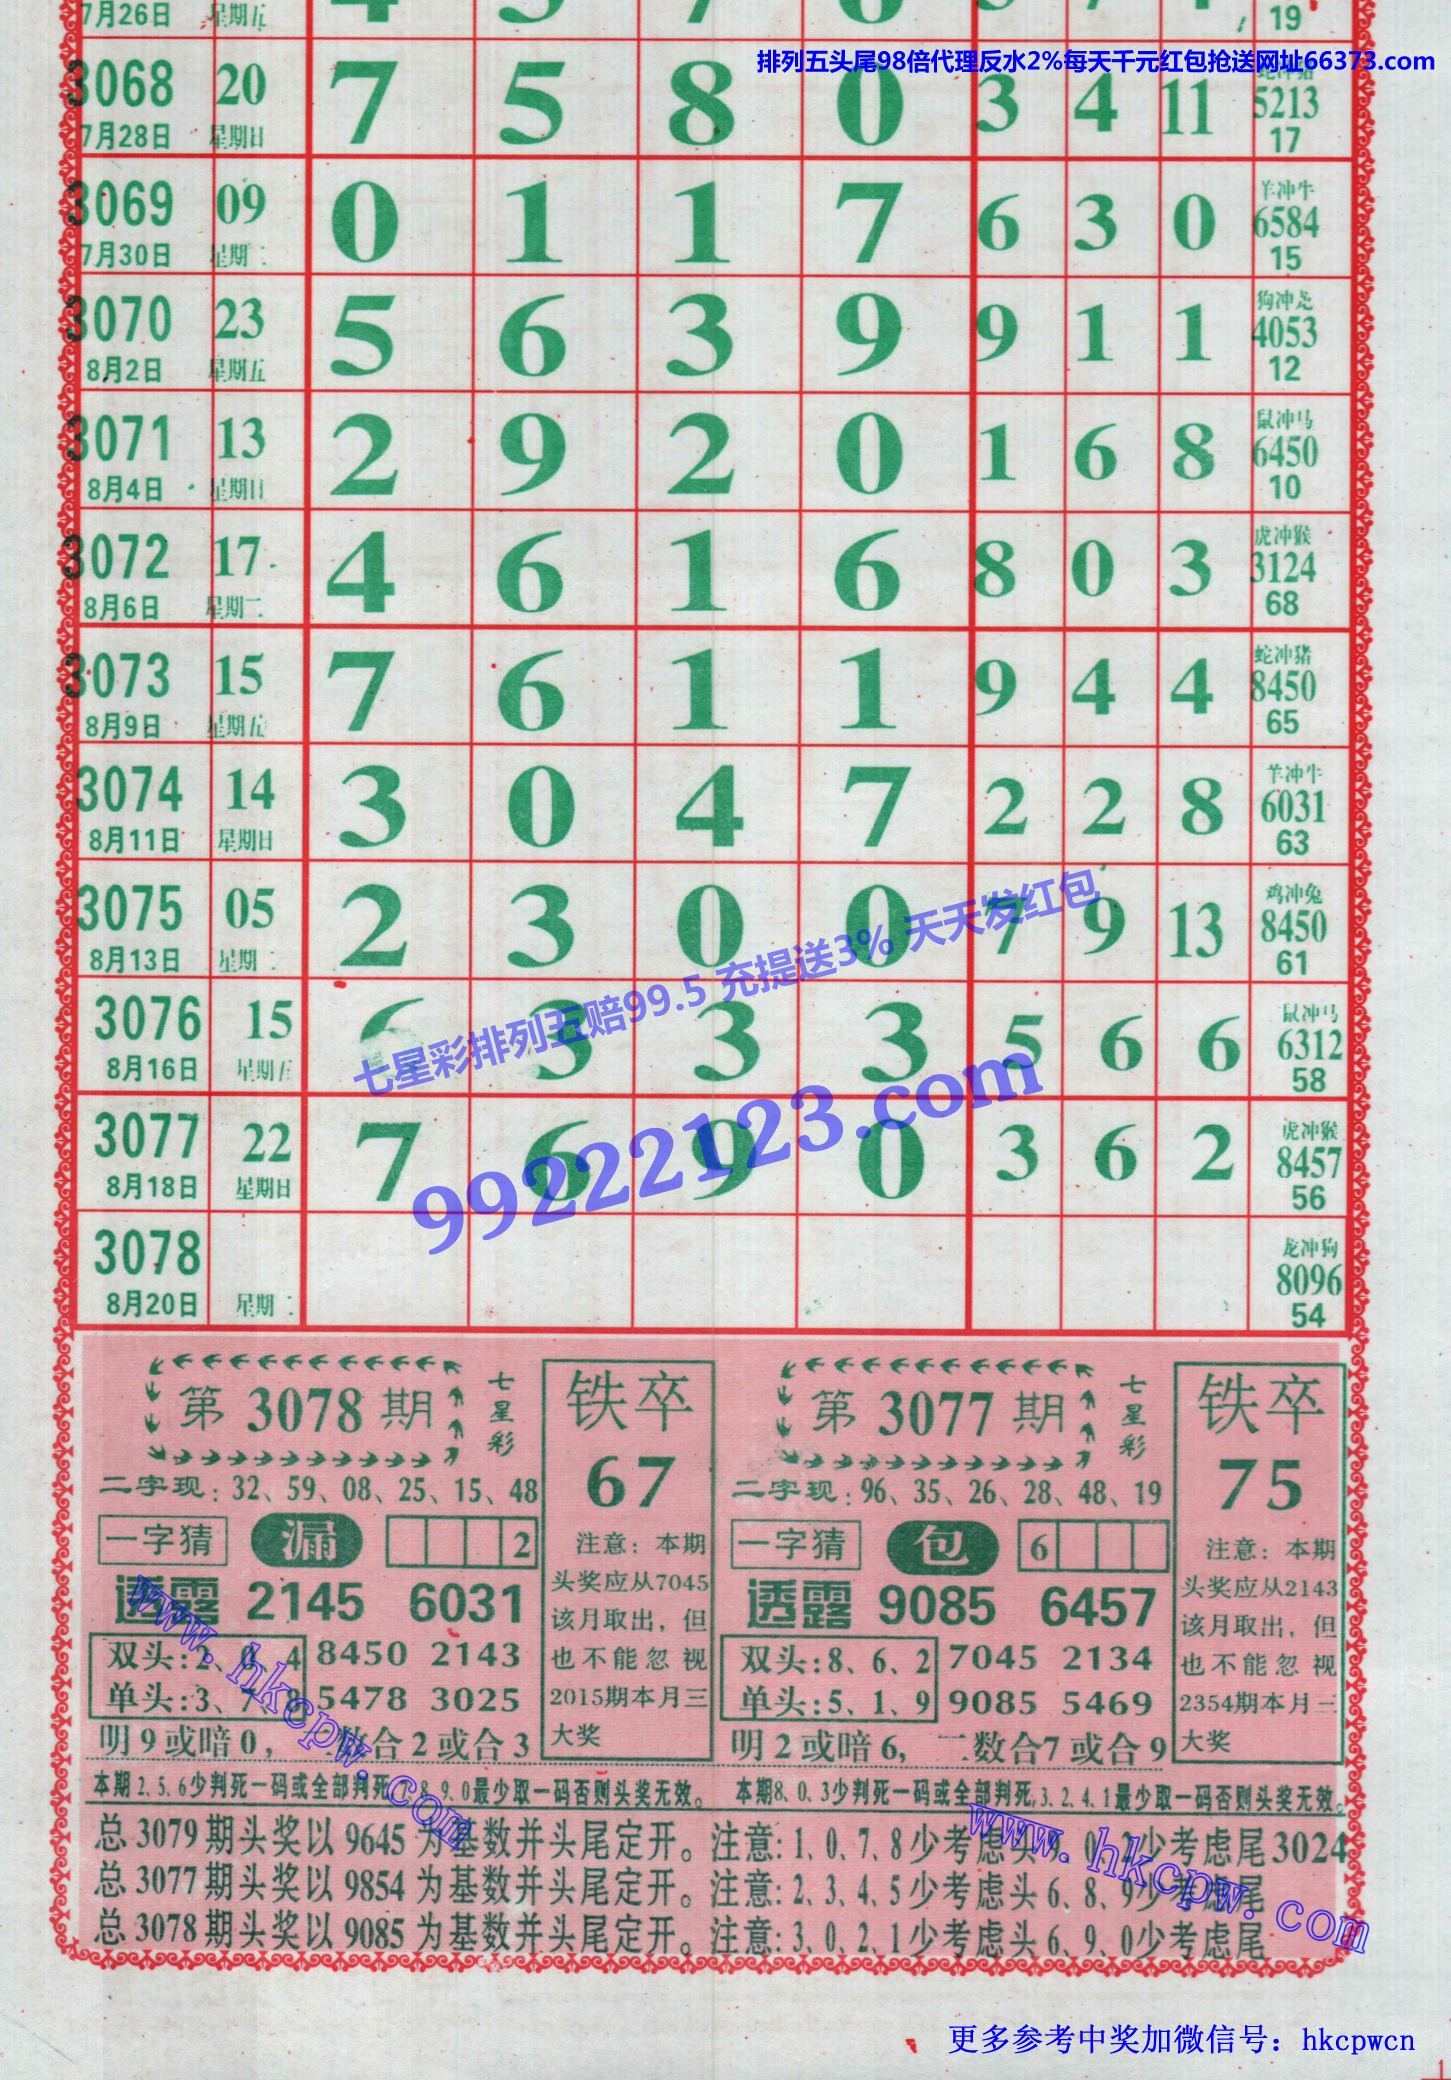 7月26日 星期五 19
排列五头尾98倍代理反水2%每天千元红包抢送网址66373.com
3068 20 7 5 8 0 3 4 11 蛇冲猪 5213
7月28日 星期日 17
3069 09 0 1 1 7 6 3 0 羊冲牛 6584
7月30日 星期二 15
3070 23 5 6 3 9 9 1 1 狗冲龙 4053
8月2日 星期五 12
3071 13 2 9 2 0 1 6 8 鼠冲马 6450
8月4日 星期日 10
3072 17 4 6 1 6 8 0 3 虎冲猴 3124
8月6日 星期二 68
3073 15 7 6 1 1 9 4 4 蛇冲猪 8450
8月9日 星期五 65
3074 14 3 0 4 7 2 2 8 羊冲牛 6031
8月11日 星期日 63
3075 05 2 3 0 0 7 9 13 鸡冲兔 8450
8月13日 星期二 61
七星彩排列五赔99.5 充提送3% 天天发红包
3076 15 6 3 3 3 5 6 6 鼠冲马 6312
8月16日 星期五 58
99222123.com
3077 22 7 6 9 0 3 6 2 虎冲猴 8457
8月18日 星期日 56
3078 龙冲狗 8096
8月20日 星期二 54
第 3078 期 七星彩
二字现：32、59、08、25、15、48
一字猜 漏 2
透露 2145 6031
双头:2、0、4 8450 2143
单头:3、7、8 5478 3025
明9或暗0，二数合2或合3
铁卒
67
注意：本期
头奖应从7045
该月取出，但
也不能忽视
2015期本月三
大奖
第 3077 期 七星彩
二字现：96、35、26、28、48、19
一字猜 包 6
透露 9085 6457
双头:8、6、2 7045 2134
单头:5、1、9 9085 5469
明2或暗6，二数合7或合9
铁卒
75
注意：本期
头奖应从2143
该月取出，但
也不能忽视
2354期本月三
大奖
本期2、5、6少判死一码或全部判死, 8、9、0最少取一码否则头奖无效。
本期8、0、3少判死一码或全部判死,3、2、4、1最少取一码否则头奖无效。
总3079期头奖以9645为基数并头尾定开。注意:1、0、7、8少考虑头 、0、2少考虑尾3024
总3077期头奖以9854为基数并头尾定开。注意:2、3、4、5少考虑头6、8、9少考虑尾
总3078期头奖以9085为基数并头尾定开。注意:3、0、2、1少考虑头6、9、0少考虑尾
www.hkcpw.com
www.hkcpw.com
更多参考中奖加微信号：hkcpwcn